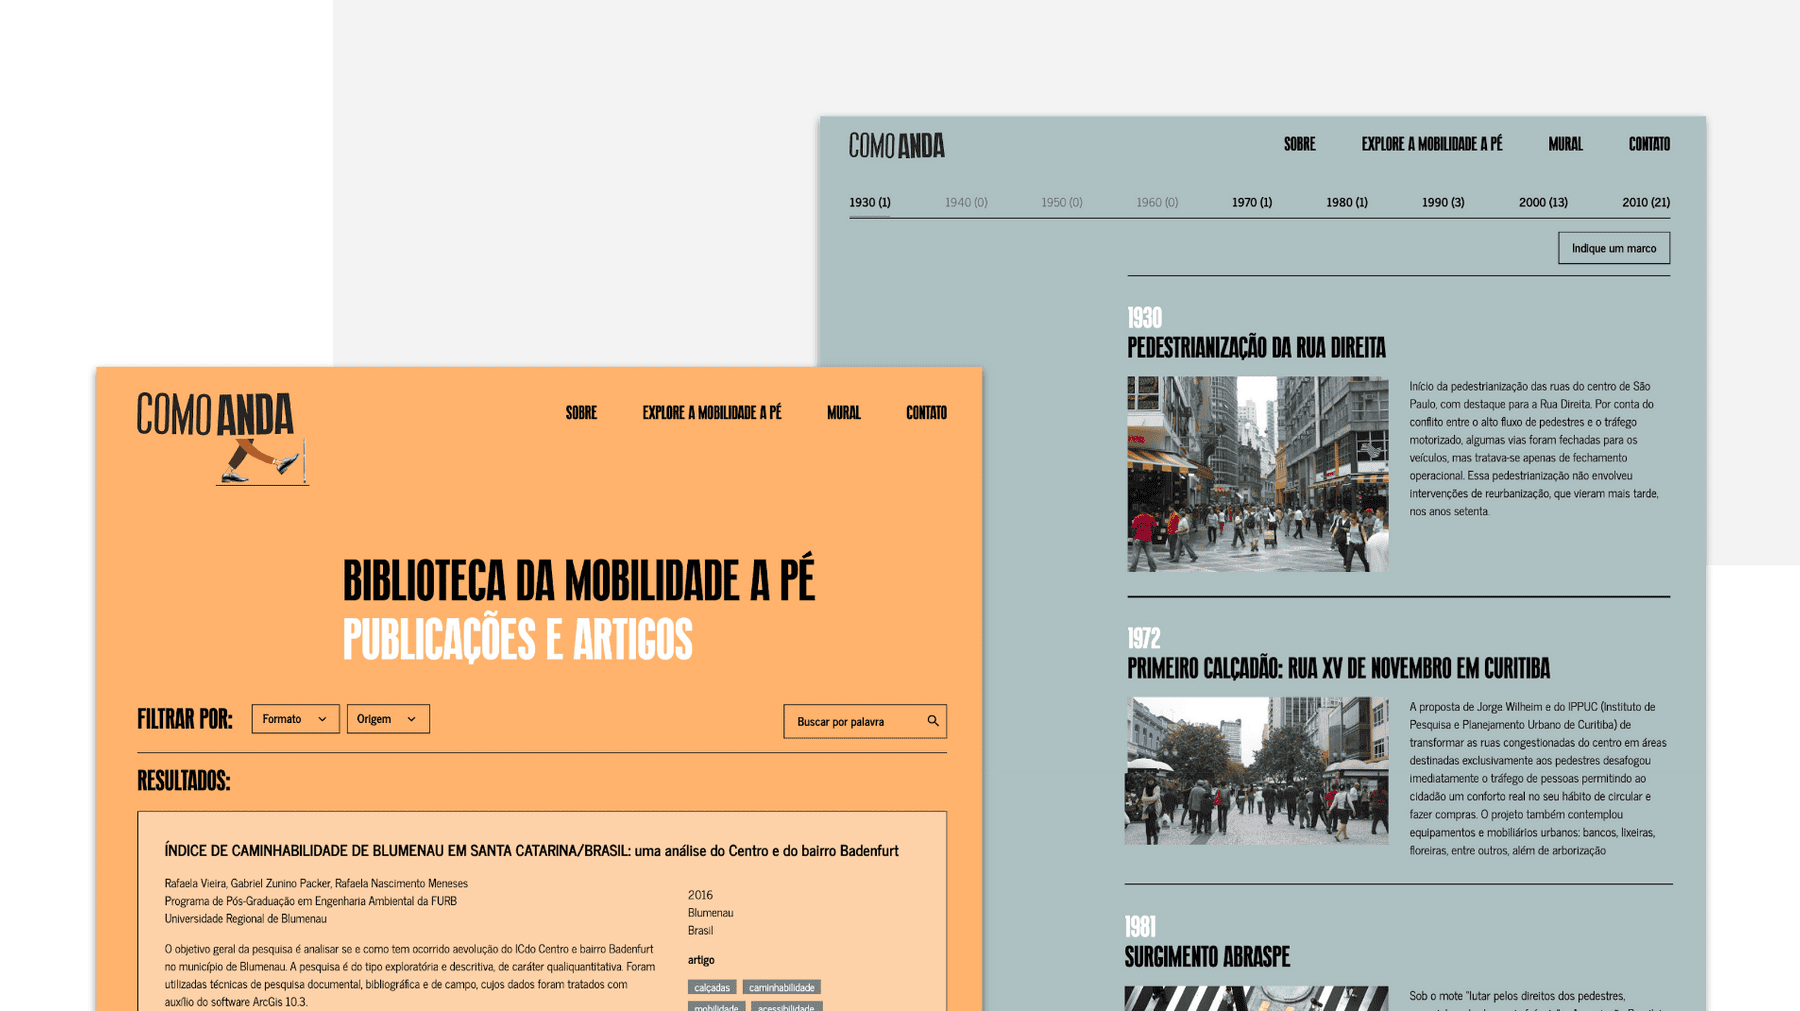 COMO ANDA
SOBRE
EXPLORE A MOBILIDADE A PÉ
MURAL
CONTATO
1930 (1)
1940 (0)
1950 (0)
1960 (0)
1970 (1)
1980 (1)
1990 (3)
2000 (13)
2010 (21)
Indique um marco
1930
PEDESTRIANIZAÇÃO DA RUA DIREITA
Início da pedestrianização das ruas do centro de São
Paulo, com destaque para a Rua Direita. Por conta do
conflito entre o alto fluxo de pedestres e o tráfego
motorizado, algumas vias foram fechadas para os
veículos, mas tratava-se apenas de fechamento
operacional. Essa pedestrianização não envolveu
intervenções de reurbanização, que vieram mais tarde,
nos anos setenta.
1972
PRIMEIRO CALÇADÃO: RUA XV DE NOVEMBRO EM CURITIBA
A proposta de Jorge Wilheim e do IPPUC (Instituto de
Pesquisa e Planejamento Urbano de Curitiba) de
transformar as ruas congestionadas do centro em áreas
destinadas exclusivamente aos pedestres desafogou
imediatamente o tráfego de pessoas permitindo ao
cidadão um conforto real no seu hábito de circular e
fazer compras. O projeto também contemplou
equipamentos e mobiliários urbanos: bancos, lixeiras,
floreiras, entre outros, além de arborização
1981
SURGIMENTO ABRASPE
Sob o mote "lutar pelos direitos dos pedestres,
COMO ANDA
SOBRE
EXPLORE A MOBILIDADE A PÉ
MURAL
CONTATO
BIBLIOTECA DA MOBILIDADE A PÉ
PUBLICAÇÕES E ARTIGOS
FILTRAR POR:
Formato
Origem
Buscar por palavra
RESULTADOS:
ÍNDICE DE CAMINHABILIDADE DE BLUMENAU EM SANTA CATARINA/BRASIL: uma análise do Centro e do bairro Badenfurt
Rafaela Vieira, Gabriel Zunino Packer, Rafaela Nascimento Meneses
Programa de Pós-Graduação em Engenharia Ambiental da FURB
Universidade Regional de Blumenau
O objetivo geral da pesquisa é analisar se e como tem ocorrido aevolução do ICdo Centro e bairro Badenfurt
no município de Blumenau. A pesquisa é do tipo exploratória e descritiva, de caráter qualiquantitativa. Foram
utilizadas técnicas de pesquisa documental, bibliográfica e de campo, cujos dados foram tratados com
auxílio do software ArcGis 10.3.
2016
Blumenau
Brasil
artigo
calçadas
caminhabilidade
mobilidade
acessibilidade